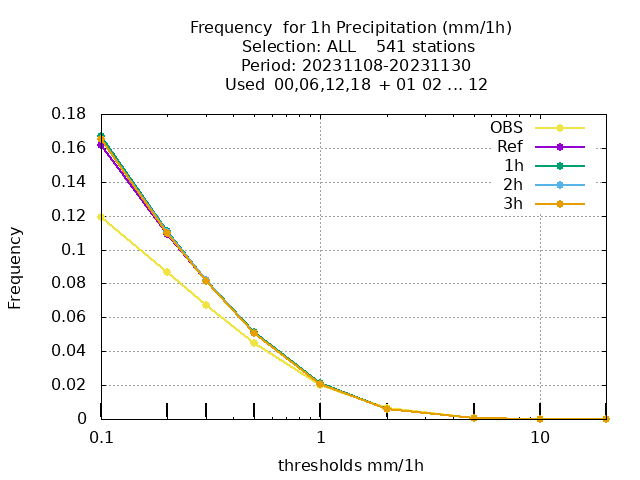 Frequency  for 1h Precipitation (mm/1h)
Selection: ALL    541 stations
Period: 20231108-20231130
Used  00,06,12,18  + 01 02 ... 12
0.18
0.16
0.14
0.12
0.1
0.08
0.06
0.04
0.02
0
Frequency
OBS
Ref
1h
2h
3h
0.1
1
10
thresholds mm/1h